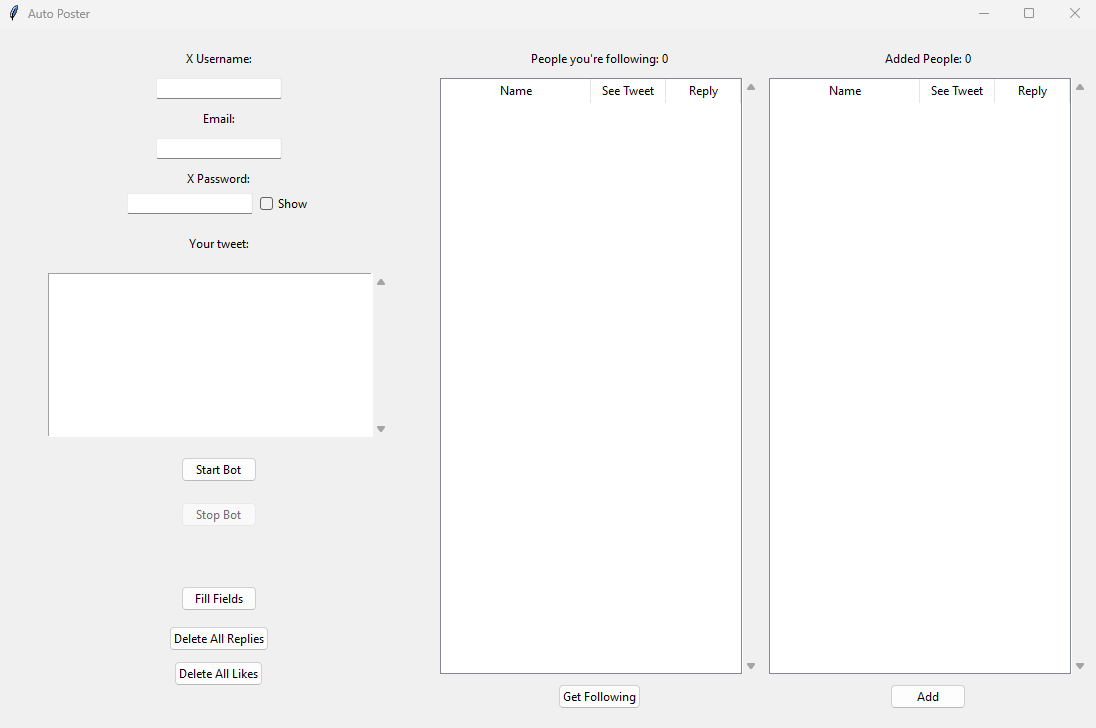 Auto Poster
X Username:
Email:
X Password:
Show
Your tweet:
Start Bot
Stop Bot
Fill Fields
Delete All Replies
Delete All Likes
People you're following: 0
Name See Tweet Reply
Get Following
Added People: 0
Name See Tweet Reply
Add